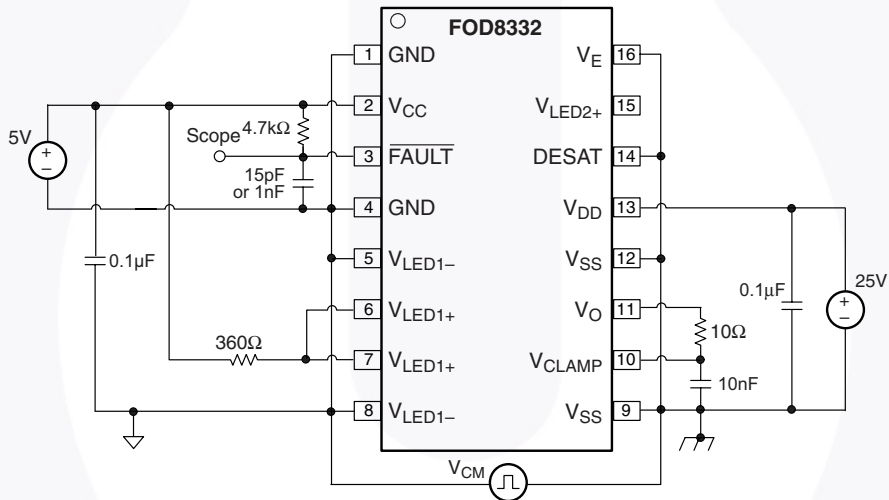 FOD8332
1 GND
2 VCC
3 FAULT
4 GND
5 VLED1–
6 VLED1+
7 VLED1+
8 VLED1–
VE 16
VLED2+ 15
DESAT 14
VDD 13
VSS 12
VO 11
VCLAMP 10
VSS 9
5V
+
–
Scope
4.7kΩ
15pF
or 1nF
0.1µF
360Ω
10Ω
10nF
0.1µF
25V
+
–
VCM